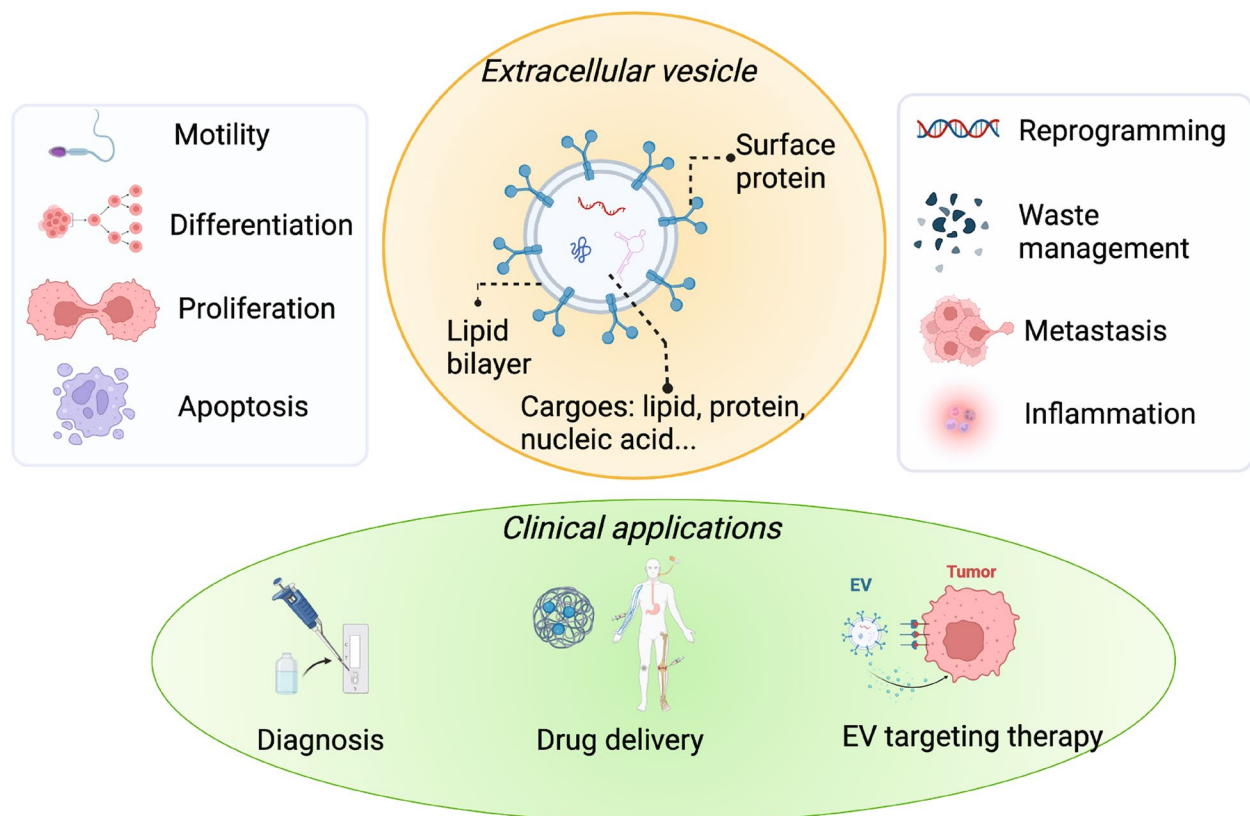 Extracellular vesicle
Surface
protein
Lipid
bilayer
Cargoes: lipid, protein,
nucleic acid...
Motility
Differentiation
Proliferation
Apoptosis
Reprogramming
Waste
management
Metastasis
Inflammation
Clinical applications
Diagnosis
Drug delivery
EV
Tumor
EV targeting therapy